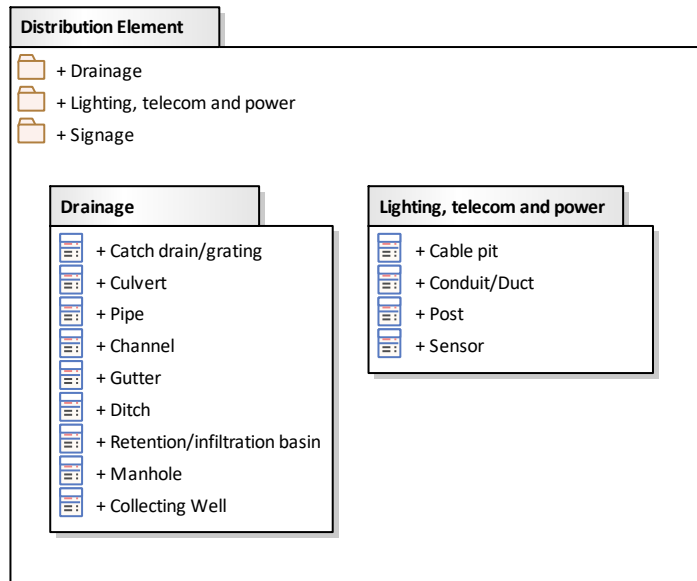 Distribution Element
+ Drainage
+ Lighting, telecom and power
+ Signage
Drainage
+ Catch drain/grating
+ Culvert
+ Pipe
+ Channel
+ Gutter
+ Ditch
+ Retention/infiltration basin
+ Manhole
+ Collecting Well
Lighting, telecom and power
+ Cable pit
+ Conduit/Duct
+ Post
+ Sensor